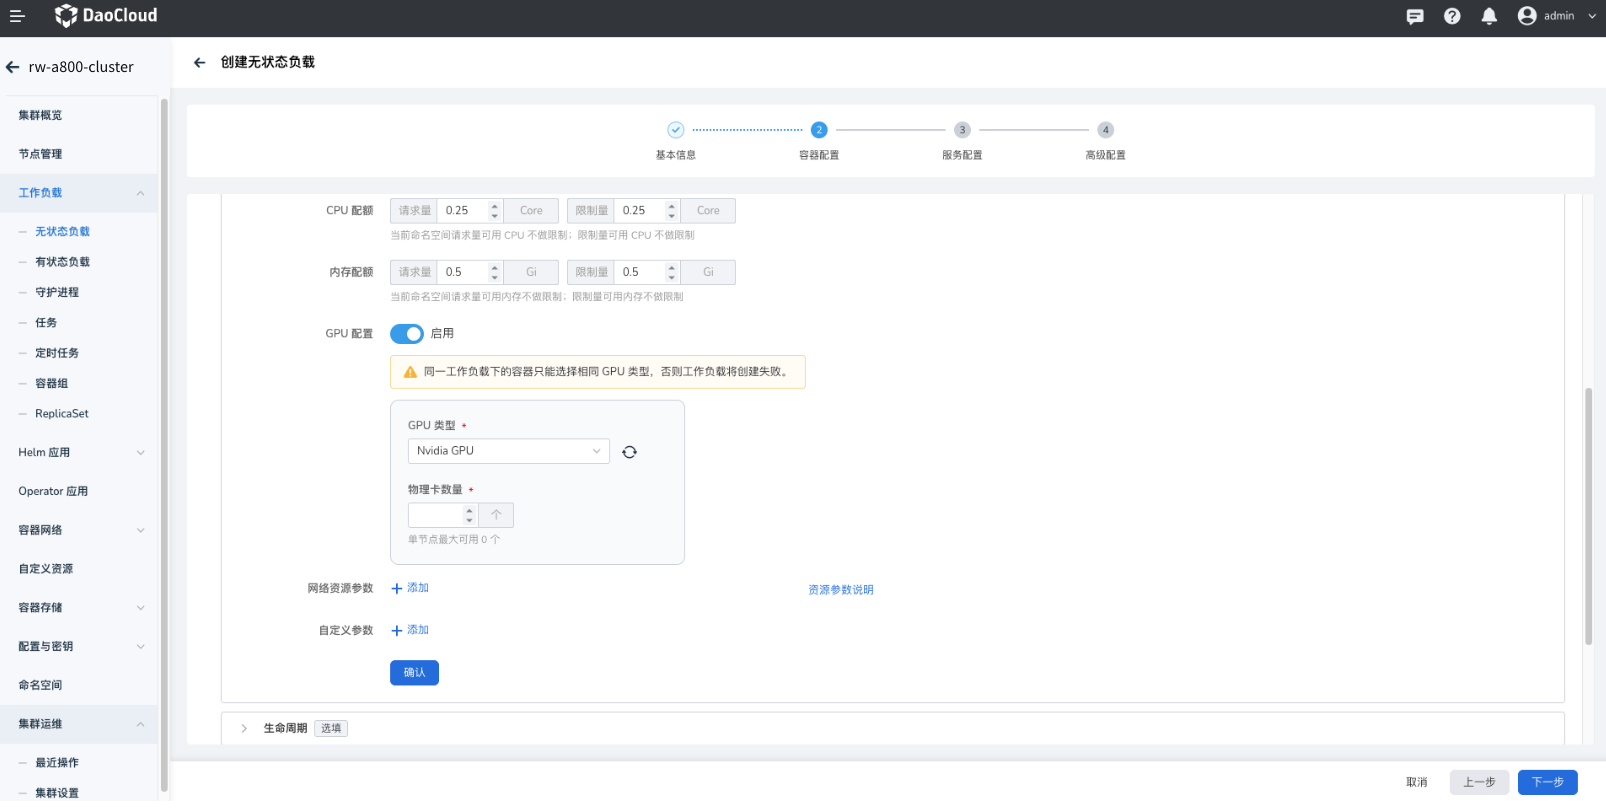 DaoCloud
admin
rw-a800-cluster
创建无状态负载
集群概览
节点管理
工作负载
无状态负载
有状态负载
守护进程
任务
定时任务
容器组
ReplicaSet
Helm 应用
Operator 应用
容器网络
自定义资源
容器存储
配置与密钥
命名空间
集群运维
最近操作
集群设置
2
3
4
基本信息
容器配置
服务配置
高级配置
CPU 配额 请求量 0.25 Core 限制量 0.25 Core
当前命名空间请求量可用 CPU 不做限制；限制量可用 CPU 不做限制
内存配额 请求量 0.5 Gi 限制量 0.5 Gi
当前命名空间请求量可用内存不做限制；限制量可用内存不做限制
GPU 配置 启用
同一工作负载下的容器只能选择相同 GPU 类型，否则工作负载将创建失败。
GPU 类型
Nvidia GPU
物理卡数量
个
单节点最大可用 0 个
网络资源参数 添加 资源参数说明
自定义参数 添加
确认
生命周期 选填
取消 上一步 下一步